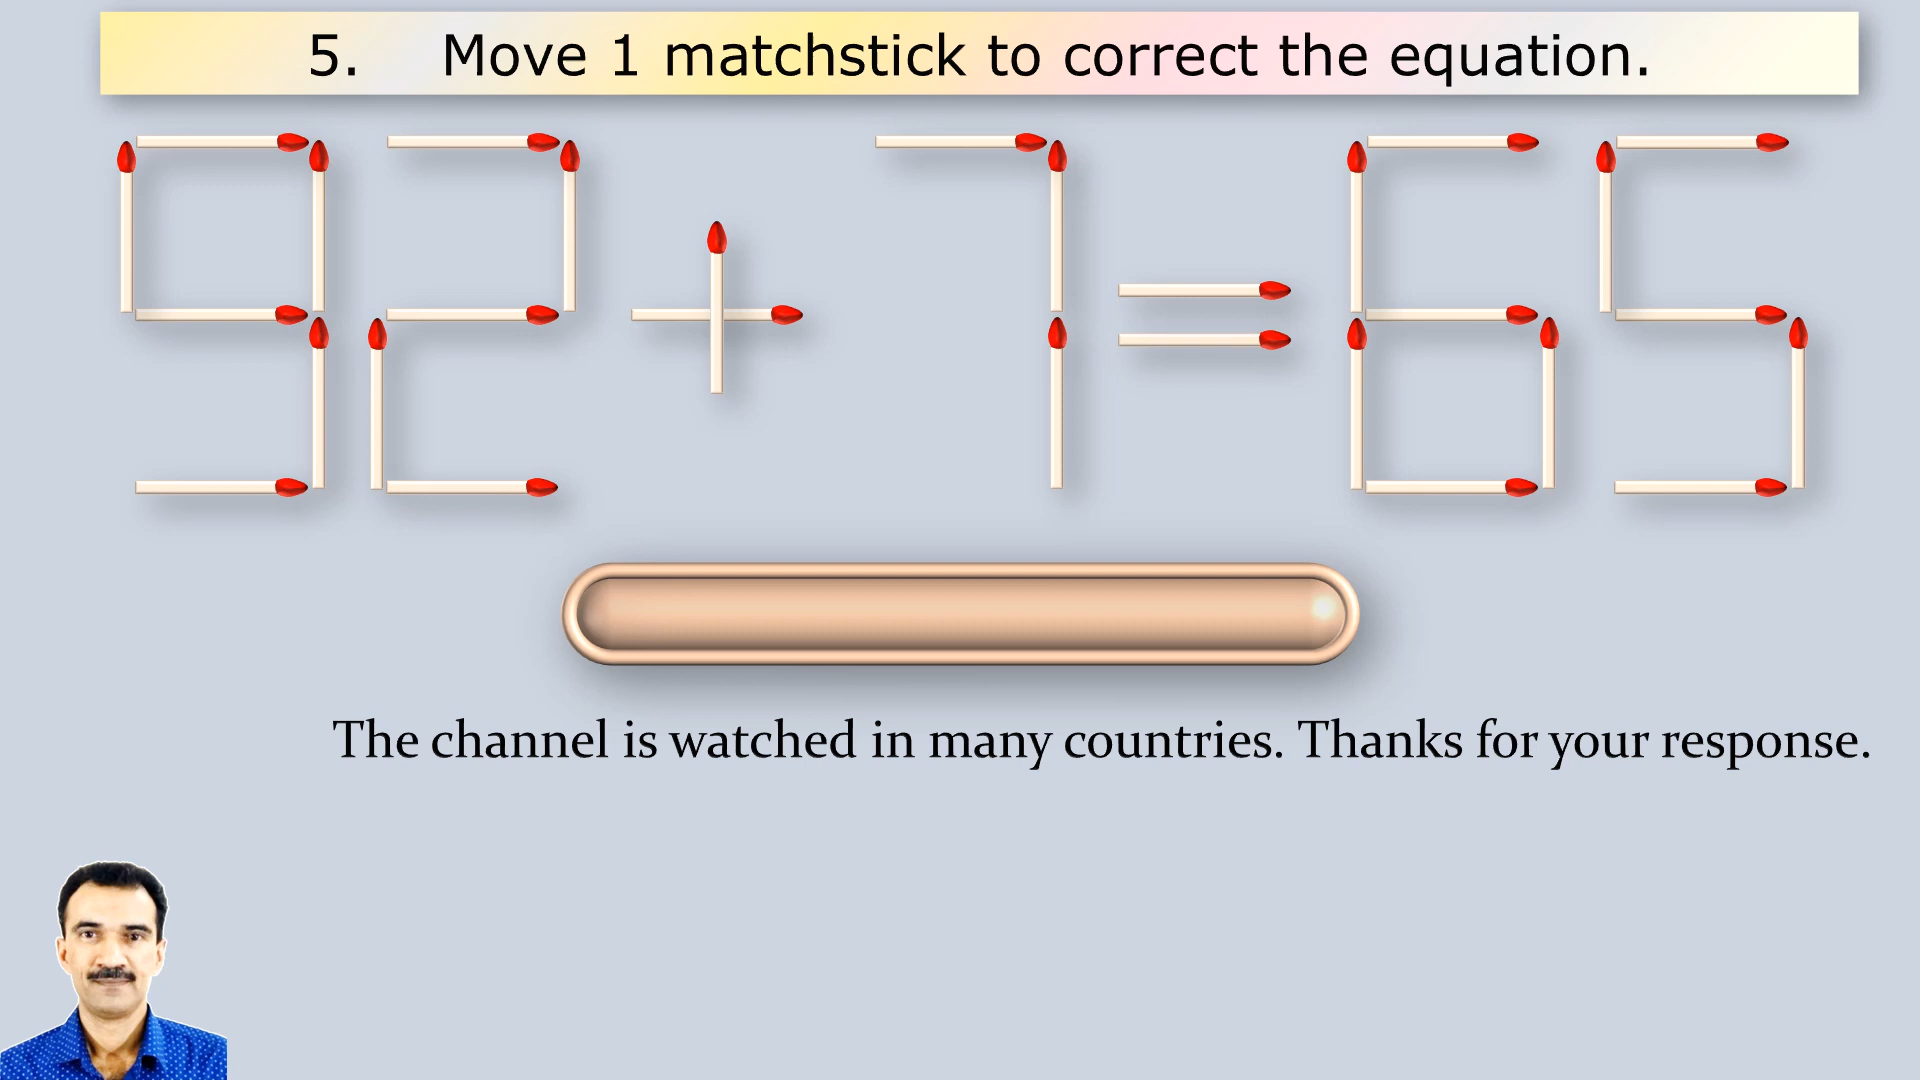 5. Move 1 matchstick to correct the equation.
92+7=65
The channel is watched in many countries. Thanks for your response.